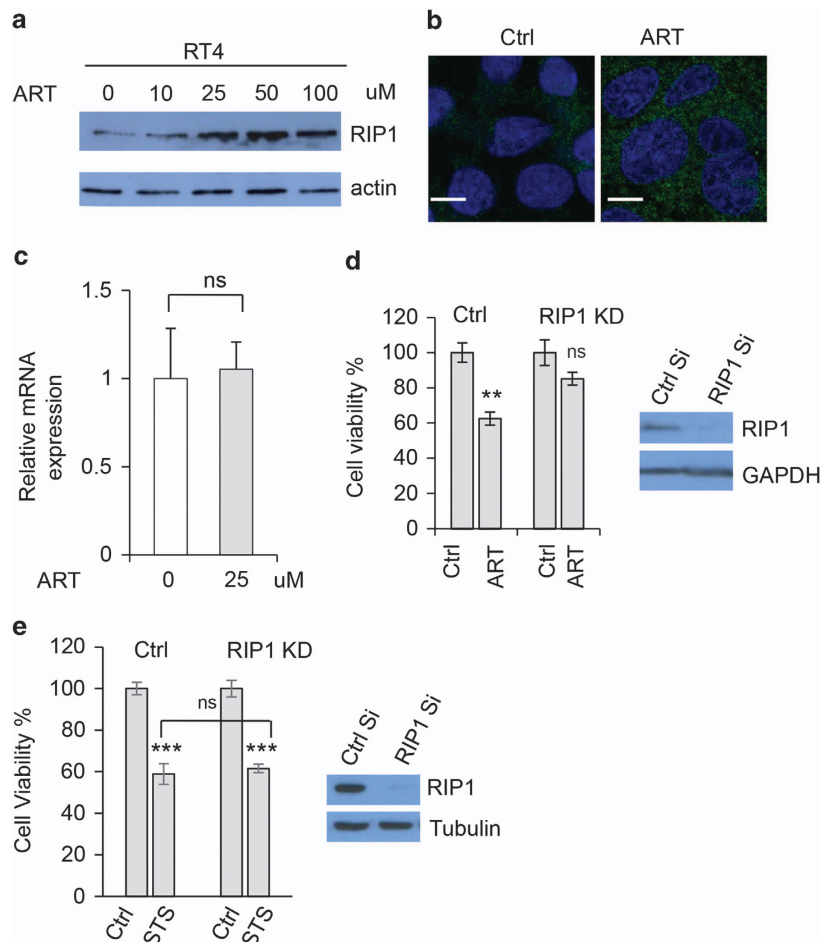 a
RT4
ART 0 10 25 50 100 uM
RIP1
actin
b
Ctrl ART
c
ns
1.5
1
0.5
0
Relative mRNA
expression
ART 0 25 uM
d
Ctrl RIP1 KD
120
100
80
60
40
20
0
Cell viability %
**
ns
Ctrl
ART
Ctrl
ART
Ctrl Si
RIP1 Si
RIP1
GAPDH
e
Ctrl RIP1 KD
120
100
80
60
40
20
0
Cell Viability %
ns
***
***
Ctrl
STS
Ctrl
STS
Ctrl Si
RIP1 Si
RIP1
Tubulin